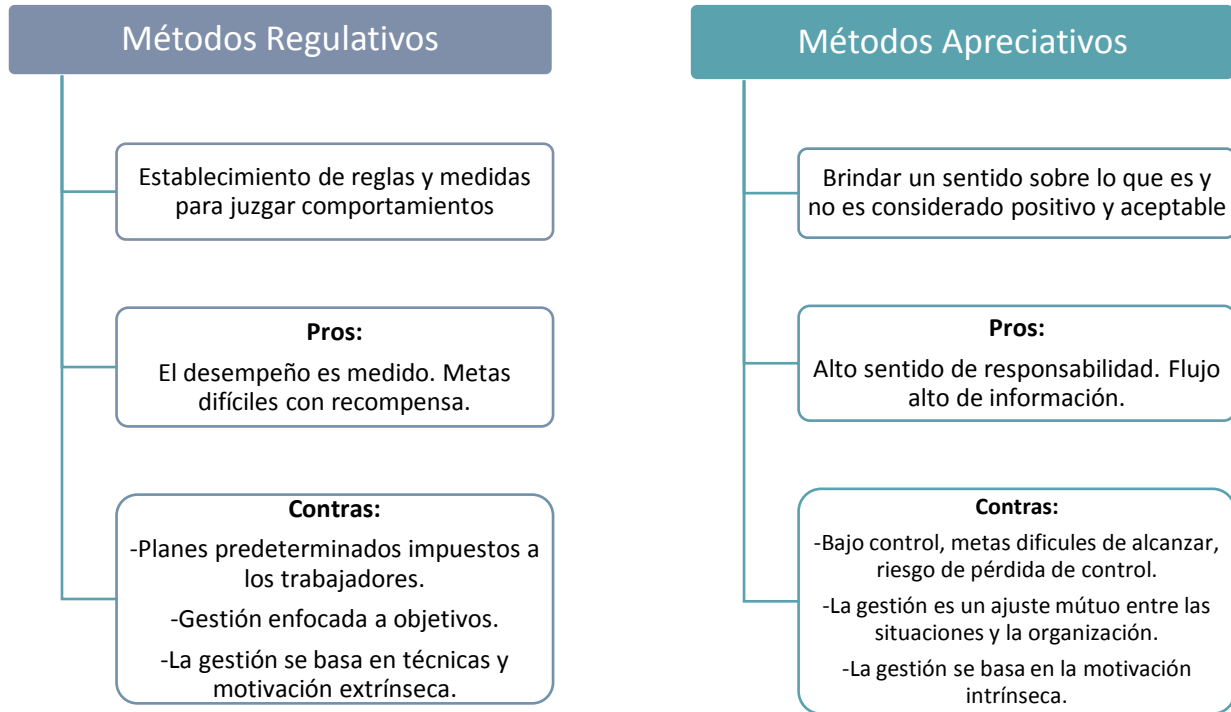 Métodos Regulativos
Establecimiento de reglas y medidas
para juzgar comportamientos
Pros:
El desempeño es medido. Metas
difíciles con recompensa.
Contras:
-Planes predeterminados impuestos a
los trabajadores.
-Gestión enfocada a objetivos.
-La gestión se basa en técnicas y
motivación extrínseca.
Métodos Apreciativos
Brindar un sentido sobre lo que es y
no es considerado positivo y aceptable
Pros:
Alto sentido de responsabilidad. Flujo
alto de información.
Contras:
-Bajo control, metas dificules de alcanzar,
riesgo de pérdida de control.
-La gestión es un ajuste mútuo entre las
situaciones y la organización.
-La gestión se basa en la motivación
intrínseca.